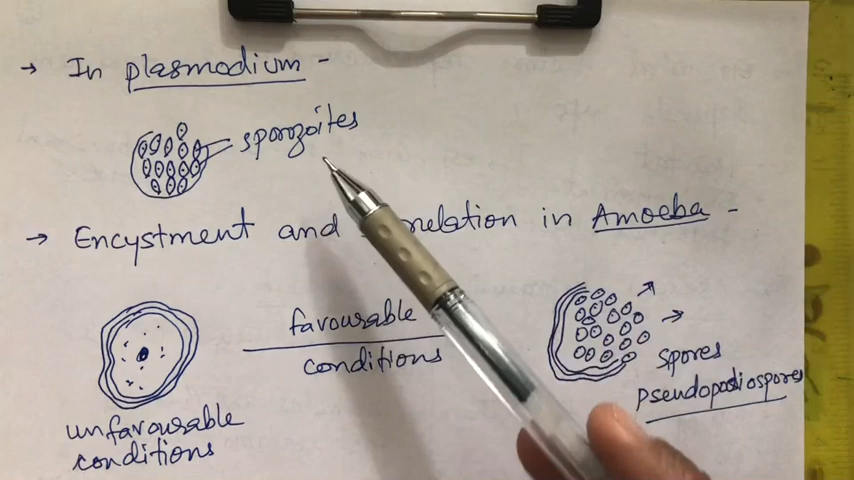 → In plasmodium -
sporozoites
→ Encystment and in Amoeba -
favourable
conditions
unfavourable
conditions
spores
pseudopodiospores